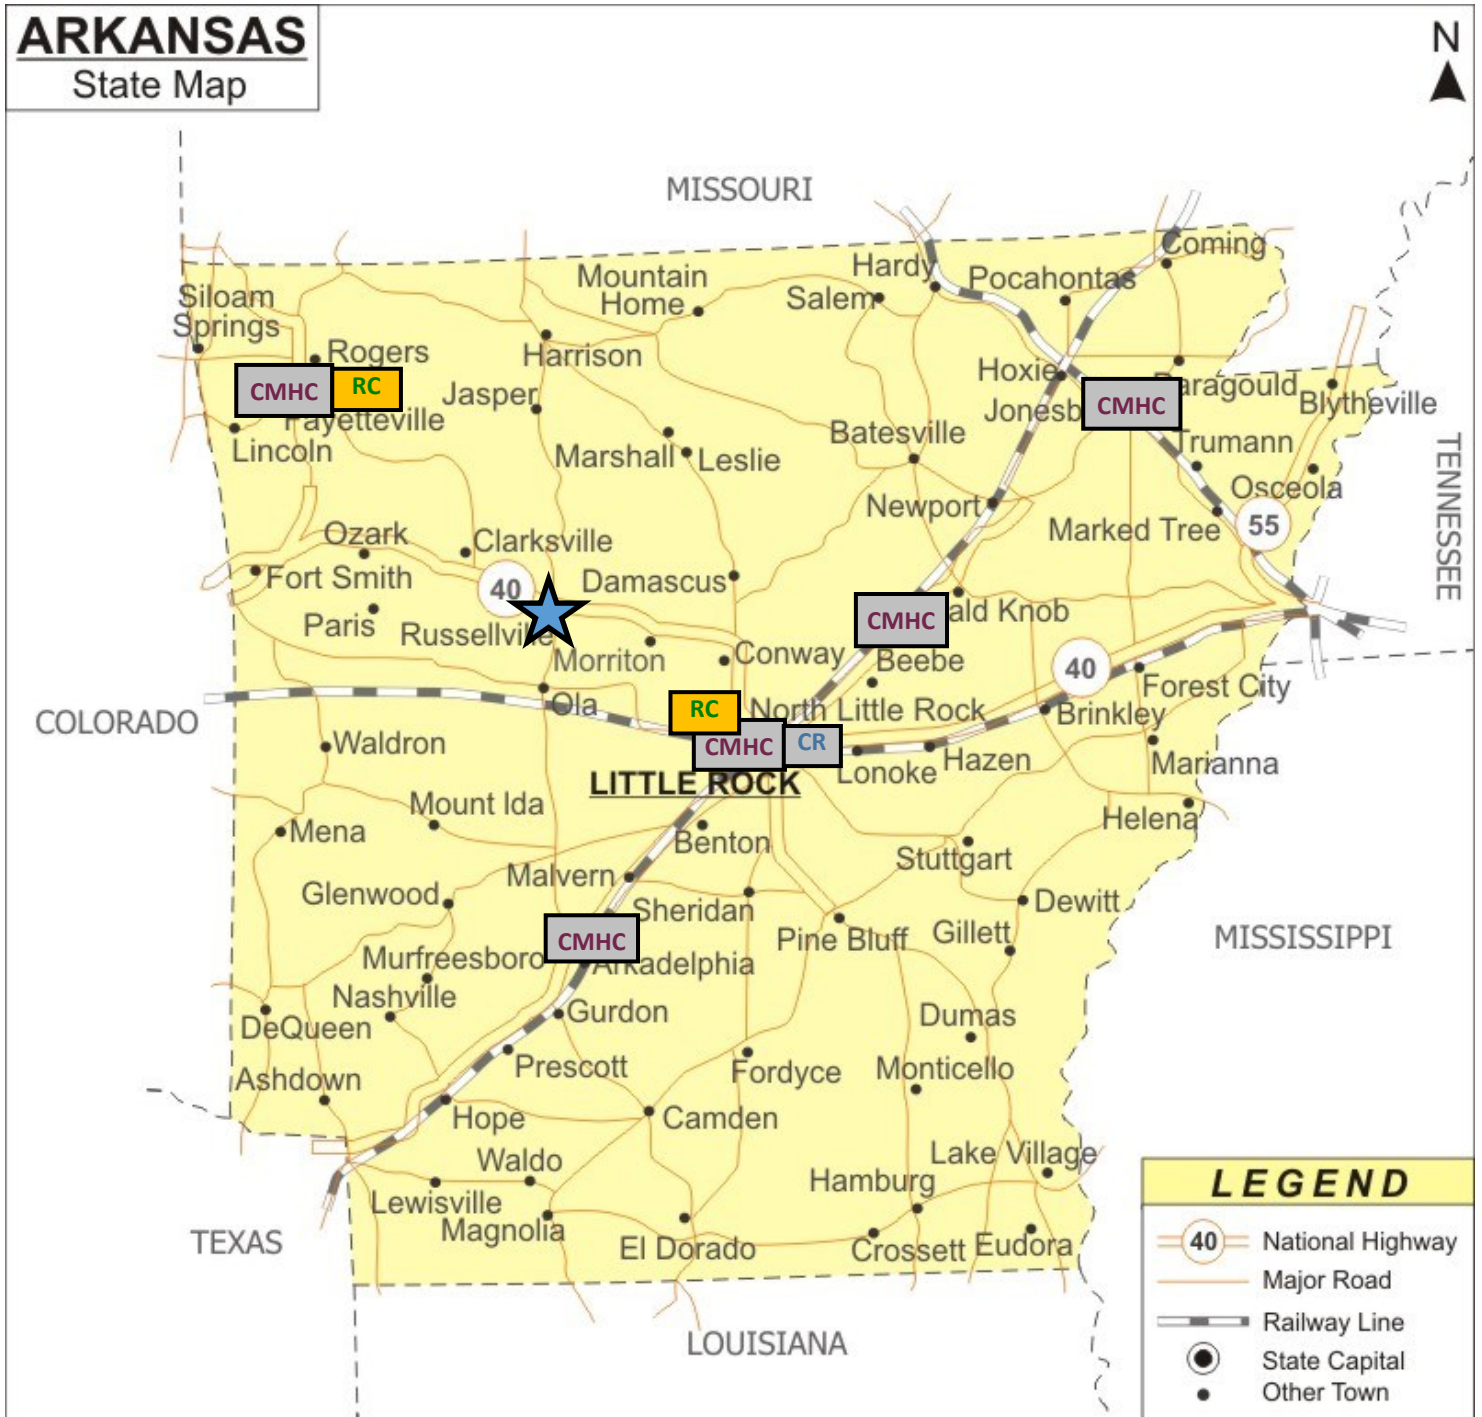 ARKANSAS
State Map
N
MISSOURI
Coming
Hardy
Pocahontas
Mountain
Home
Salem
Siloam
Springs
Rogers
Harrison
Hoxie
CMHC
RC
Jasper
Jonesb
CMHC
Paragould
Blytheville
Fayetteville
Lincoln
Marshall
Leslie
Batesville
Trumann
TENNESSEE
Osceola
Newport
Marked Tree
55
Ozark
Clarksville
Fort Smith
40
Damascus
Paris
Russellville
CMHC
ald Knob
Morriton
Conway
Beebe
40
Forest City
COLORADO
Ola
RC
North Little Rock
Brinkley
Waldron
CMHC
CR
Lonoke
Hazen
Marianna
LITTLE ROCK
Mount Ida
Mena
Benton
Helena
Stuttgart
Malvern
Glenwood
Sheridan
Dewitt
CMHC
Pine Bluff
Gillett
MISSISSIPPI
Murfreesboro
Arkadelphia
Nashville
Gurdon
Dumas
DeQueen
Prescott
Fordyce
Monticello
Ashdown
Hope
Camden
Waldo
Lake Village
Hamburg
Lewisville
Magnolia
El Dorado
Crossett
Eudora
TEXAS
LOUISIANA
LEGEND
40 National Highway
Major Road
Railway Line
State Capital
Other Town